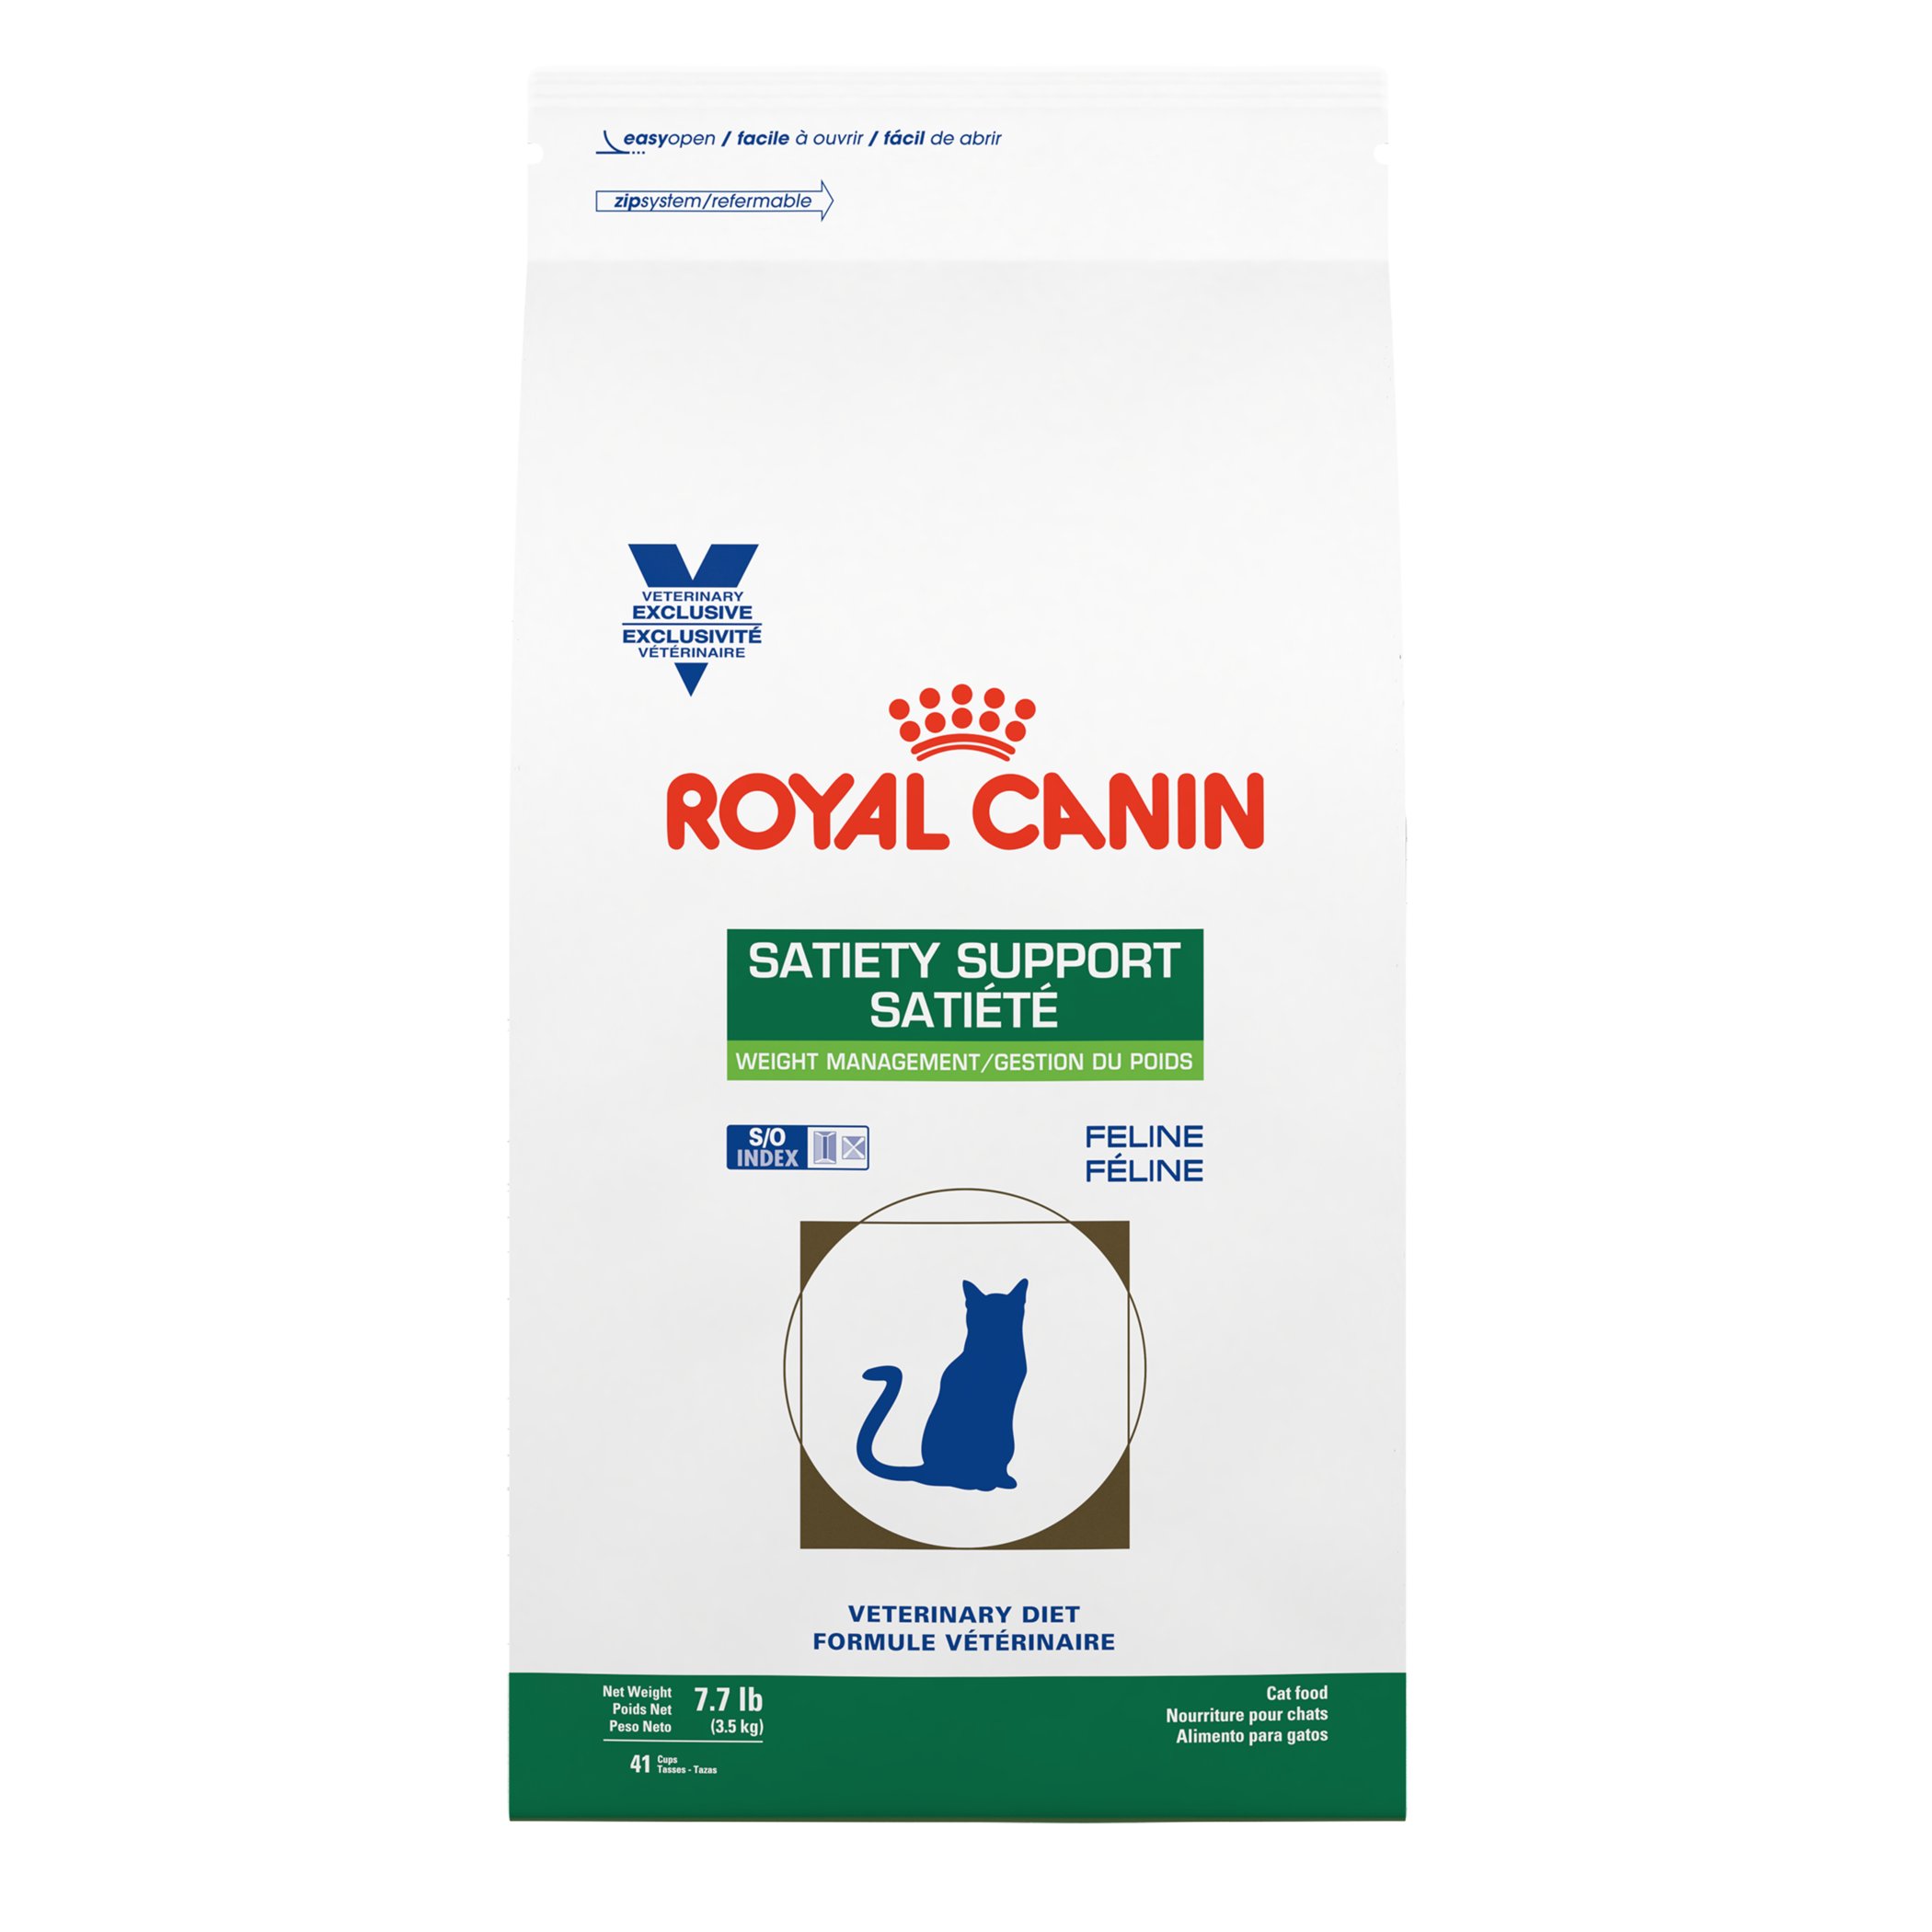 easyopen / facile à ouvrir / fácil de abrir
zipsystem/refermable
VETERINARY
EXCLUSIVE
EXCLUSIVITÉ
VÉTÉRINAIRE
ROYAL CANIN
SATIETY SUPPORT
SATIÉTÉ
WEIGHT MANAGEMENT/GESTION DU POIDS
S/O
INDEX
FELINE
FÉLINE
VETERINARY DIET
FORMULE VÉTÉRINAIRE
Net Weight
Poids Net
Peso Neto
7.7 lb
(3.5 kg)
41 Cups
Tasses - Tazas
Cat food
Nourriture pour chats
Alimento para gatos